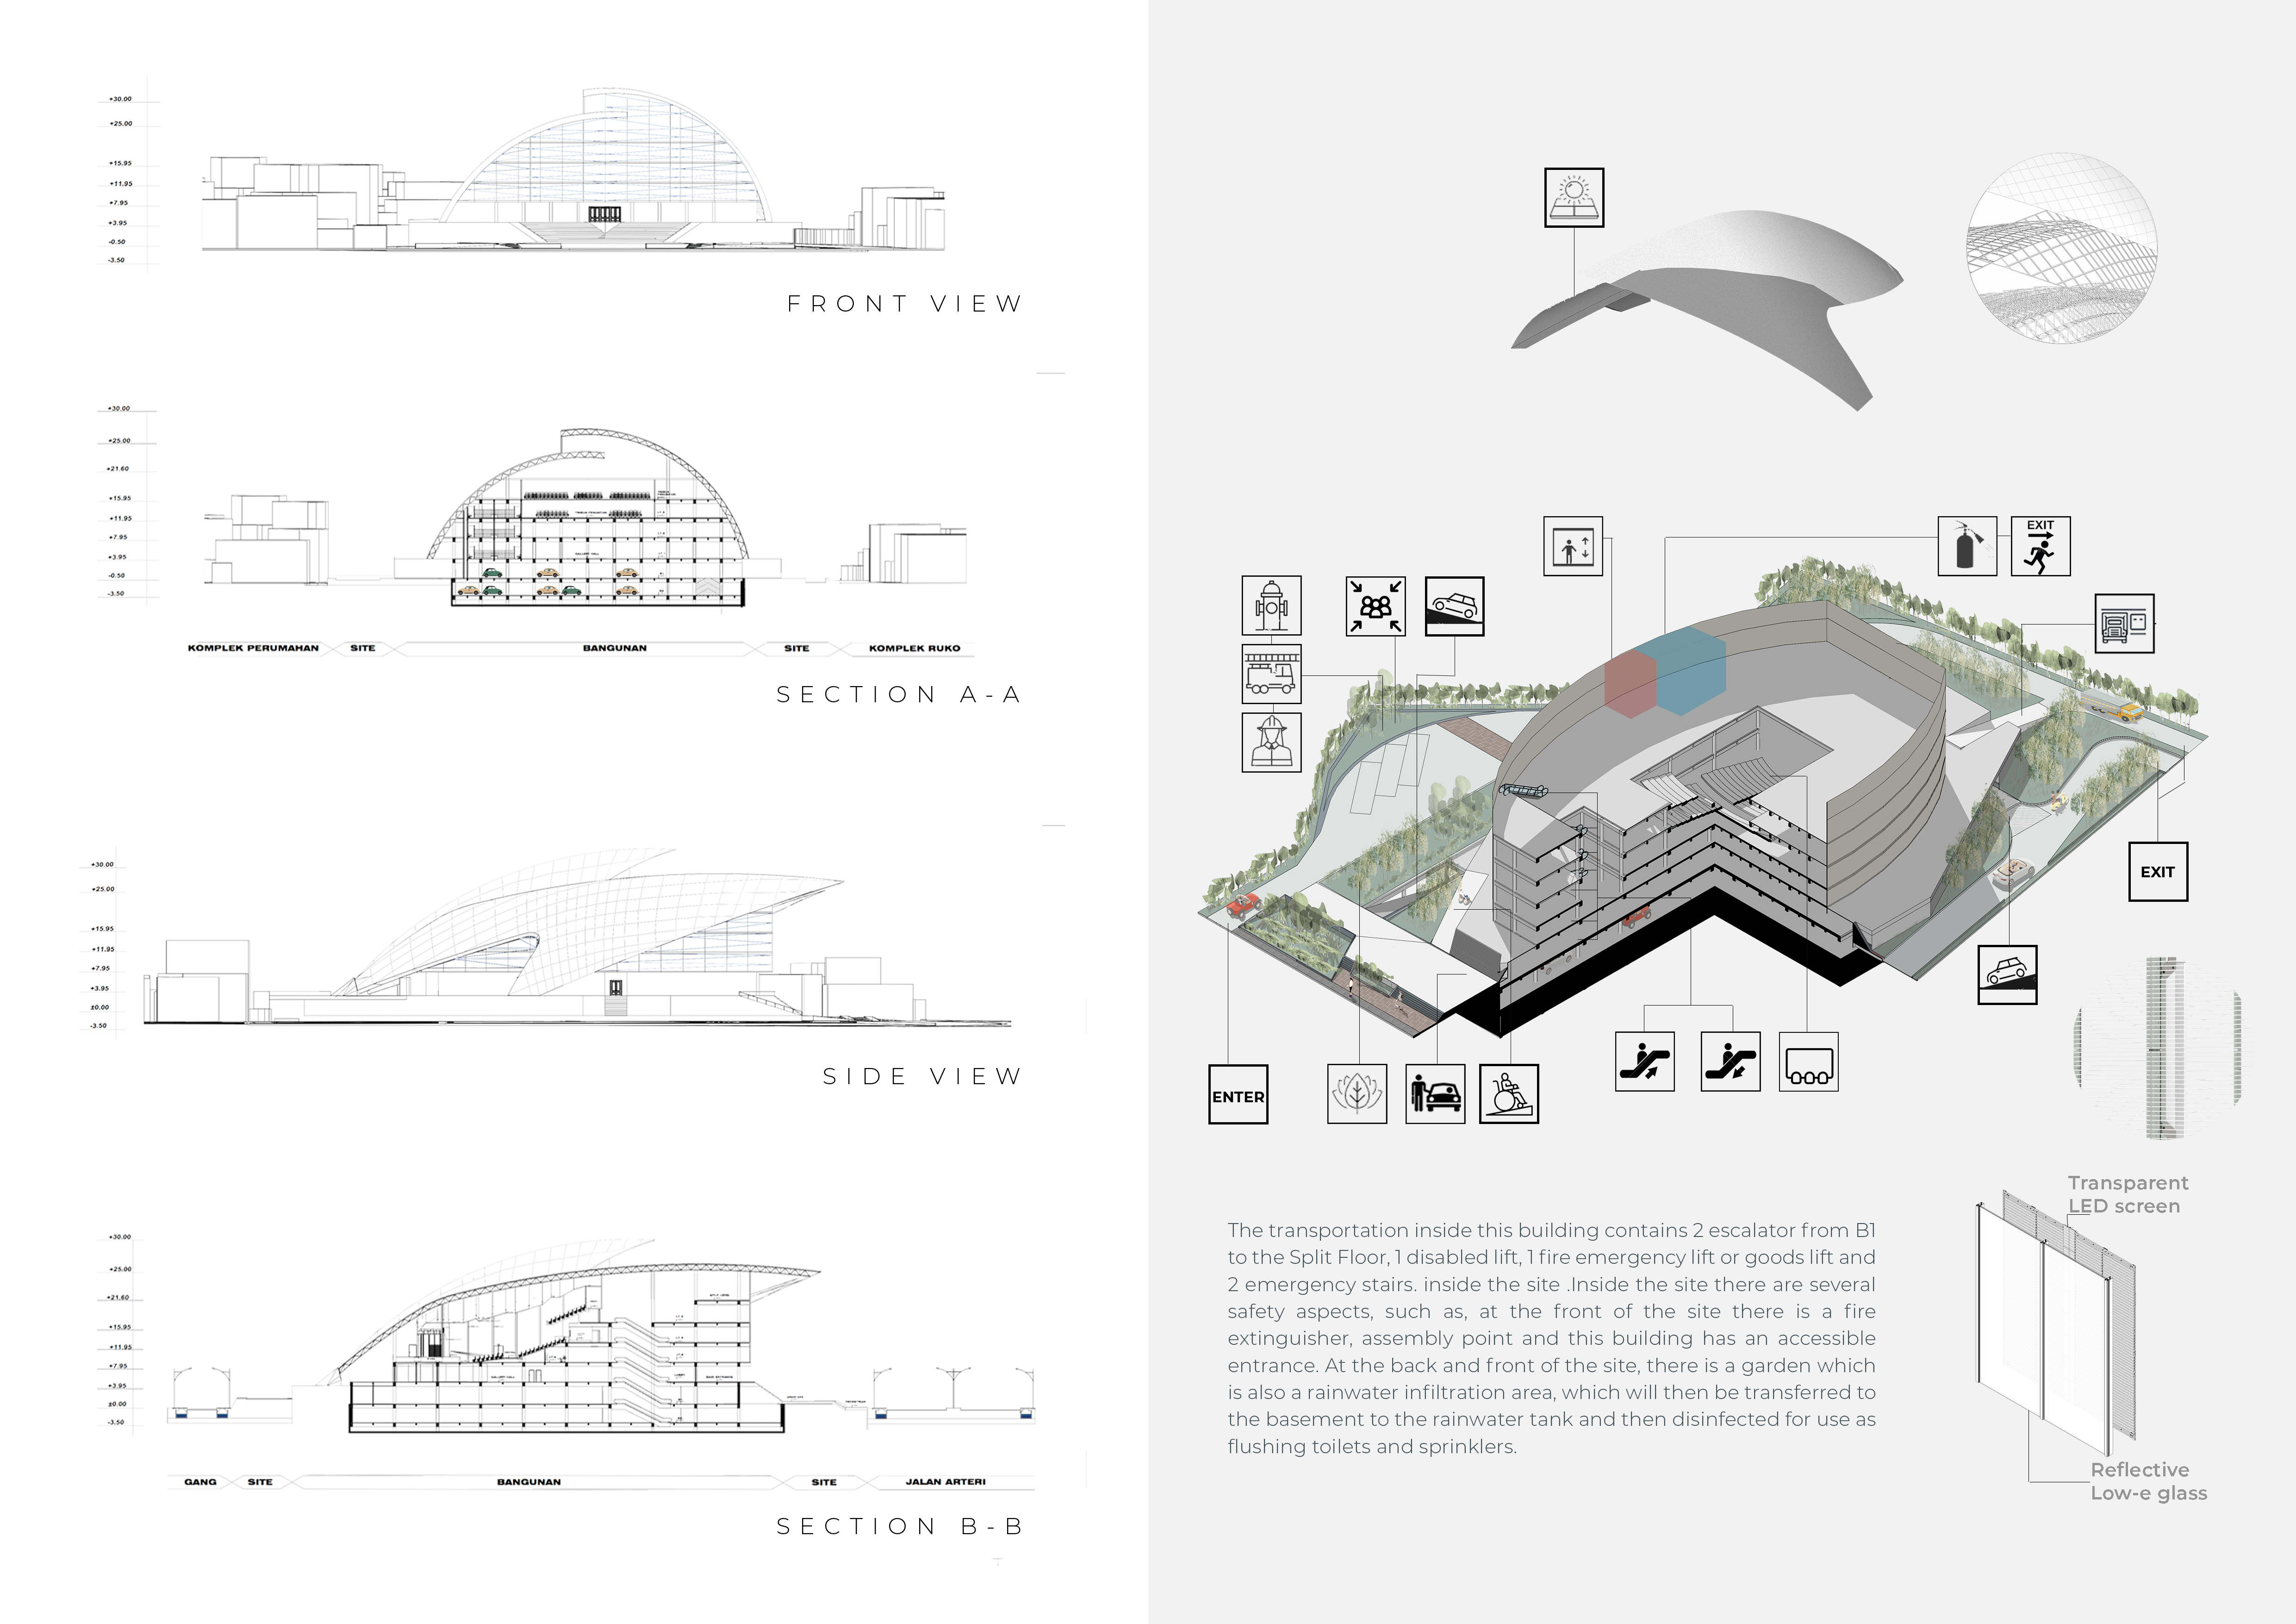 +30.00
+25.00
+15.95
+11.95
+7.95
+3.95
-0.50
-3.50
FRONT VIEW
+30.00
+25.00
+21.60
+15.95
+11.95
+7.95
+3.95
-0.50
-3.50
KOMPLEK PERUMAHAN
SITE
BANGUNAN
SITE
KOMPLEK RUKO
SECTION A-A
+30.00
+25.00
+15.95
+11.95
+7.95
+3.95
±0.00
-3.50
SIDE VIEW
+30.00
+25.00
+21.60
+15.95
+11.95
+7.95
+3.95
±0.00
-3.50
GANG
SITE
BANGUNAN
SITE
JALAN ARTERI
SECTION B-B
EXIT
EXIT
ENTER
The transportation inside this building contains 2 escalator from B1
to the Split Floor, 1 disabled lift, 1 fire emergency lift or goods lift and
2 emergency stairs. inside the site .Inside the site there are several
safety aspects, such as, at the front of the site there is a fire
extinguisher, assembly point and this building has an accessible
entrance. At the back and front of the site, there is a garden which
is also a rainwater infiltration area, which will then be transferred to
the basement to the rainwater tank and then disinfected for use as
flushing toilets and sprinklers.
Transparent
LED screen
Reflective
Low-e glass